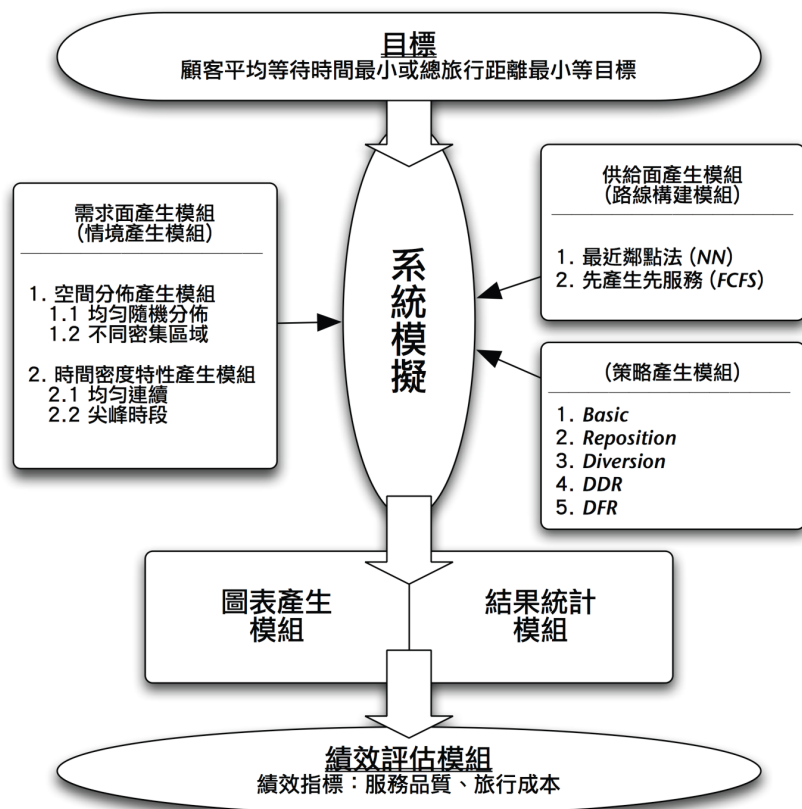 目標
顧客平均等待時間最小或總旅行距離最小等目標
需求面產生模組
(情境產生模組)
1. 空間分佈產生模組
1.1 均勻隨機分佈
1.2 不同密集區域
2. 時間密度特性產生模組
2.1 均勻連續
2.2 尖峰時段
系統模擬
供給面產生模組
(路線構建模組)
1. 最近鄰點法 (NN)
2. 先產生先服務 (FCFS)
(策略產生模組)
1. Basic
2. Reposition
3. Diversion
4. DDR
5. DFR
圖表產生
模組
結果統計
模組
績效評估模組
績效指標：服務品質、旅行成本